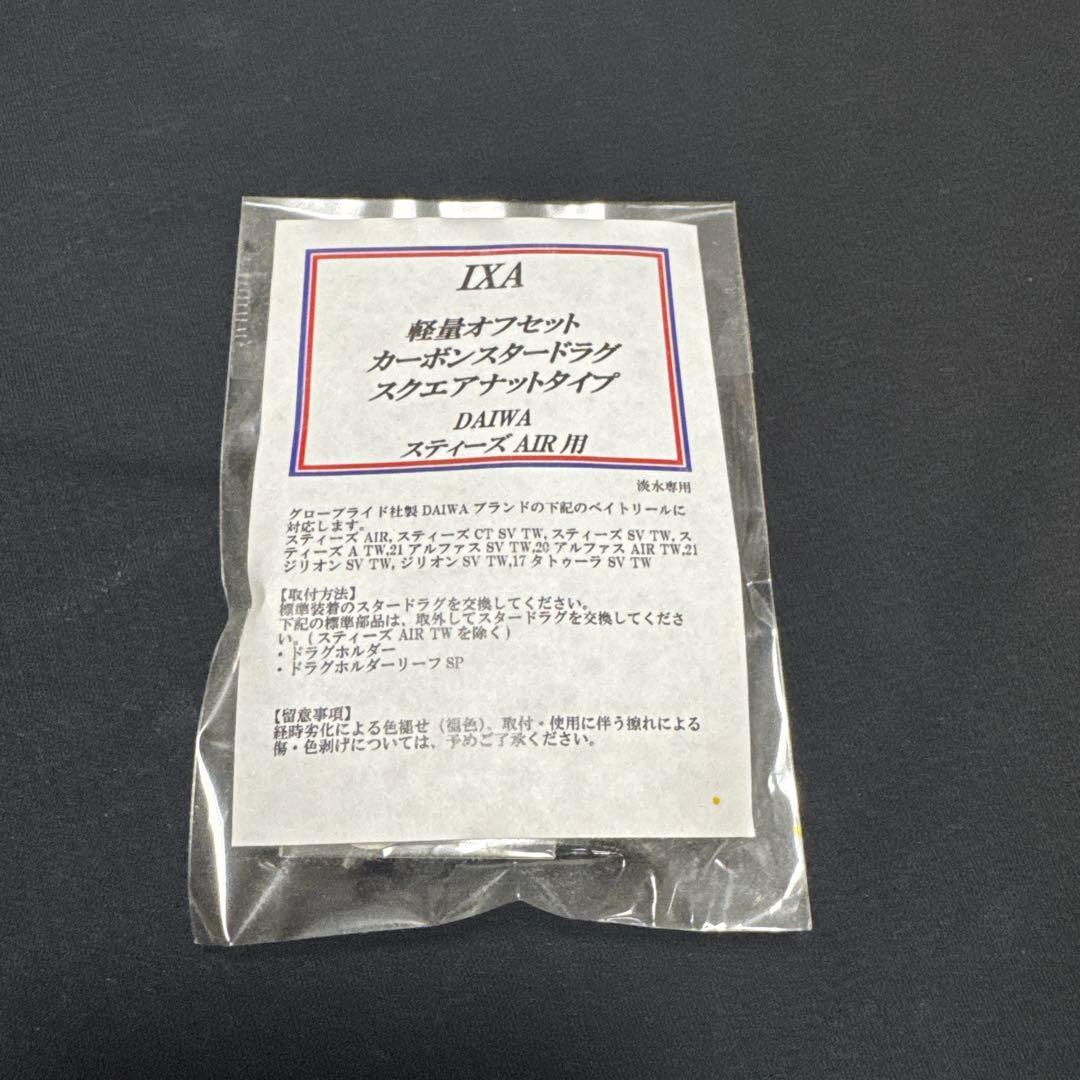 IXA
軽量オフセット
カーボンスタードラグ
スクエアナットタイプ
DAIWA
スティーズ AIR 用
淡水専用
グローブライド社製 DAIWA ブランドの下記のベイトリールに
対応します。
スティーズ AIR, スティーズ CT SV TW, スティーズ SV TW, ス
ティーズ A TW,21 アルファス SV TW,20 アルファス AIR TW,21
ジリオン SV TW, ジリオン SV TW,17 タトゥーラ SV TW
【取付方法】
標準装着のスタードラグを交換してください。
下記の標準部品は、取外してスタードラグを交換してくださ
い。( スティーズ AIR TW を除く )
・ドラグホルダー
・ドラグホルダーリーフ SP
【留意事項】
経時劣化による色褪せ（褪色）、取付・使用に伴う擦れによる
傷・色剥げについては、予めご了承ください。